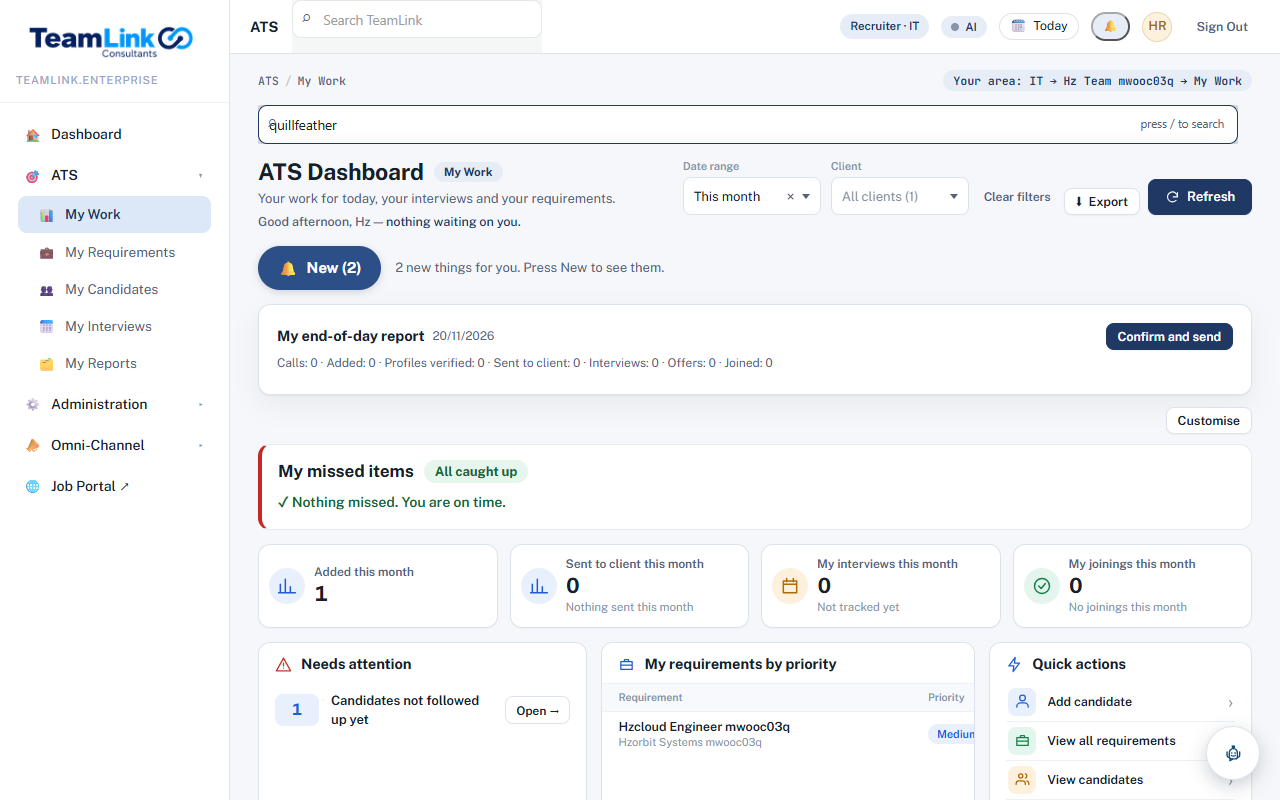 TeamLink
Consultants
TEAMLINK.ENTERPRISE
Dashboard
ATS
My Work
My Requirements
My Candidates
My Interviews
My Reports
Administration
Omni-Channel
Job Portal ↗
ATS
Search TeamLink
Recruiter · IT
AI
Today
HR
Sign Out
ATS / My Work
Your area: IT → Hz Team mwooc03q → My Work
quillfeather
press / to search
ATS Dashboard
My Work
Your work for today, your interviews and your requirements.
Good afternoon, Hz — nothing waiting on you.
Date range
This month
Client
All clients (1)
Clear filters
Export
Refresh
New (2)
2 new things for you. Press New to see them.
My end-of-day report 20/11/2026
Confirm and send
Calls: 0 · Added: 0 · Profiles verified: 0 · Sent to client: 0 · Interviews: 0 · Offers: 0 · Joined: 0
Customise
My missed items
All caught up
✓ Nothing missed. You are on time.
Added this month
1
Sent to client this month
0
Nothing sent this month
My interviews this month
0
Not tracked yet
My joinings this month
0
No joinings this month
Needs attention
1
Candidates not followed
up yet
Open →
My requirements by priority
Requirement
Priority
Hzcloud Engineer mwooc03q
Hzorbit Systems mwooc03q
Medium
Quick actions
Add candidate
View all requirements
View candidates